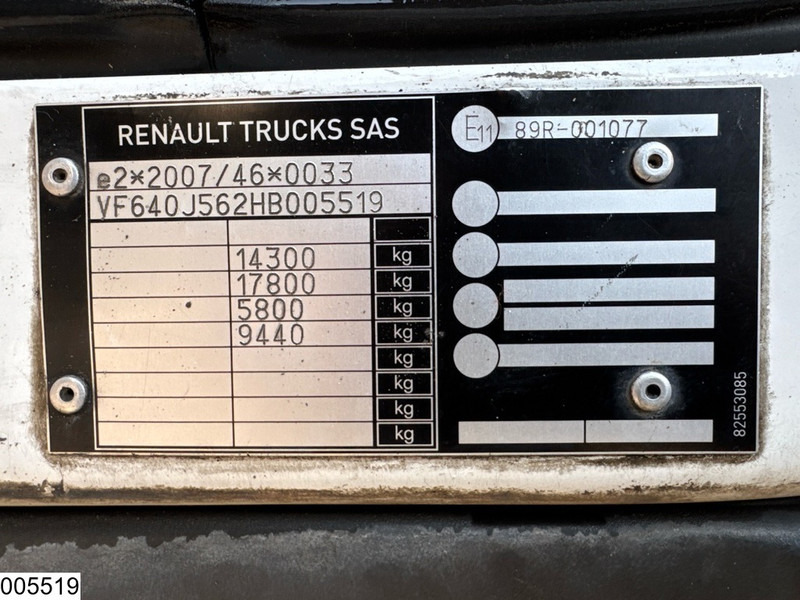 RENAULT TRUCKS SAS
e2*2007/46*0033
VF640J562HB005519
14300 kg
17800 kg
5800 kg
9440 kg
kg
kg
kg
kg
E11 89R-001077
82553085
005519